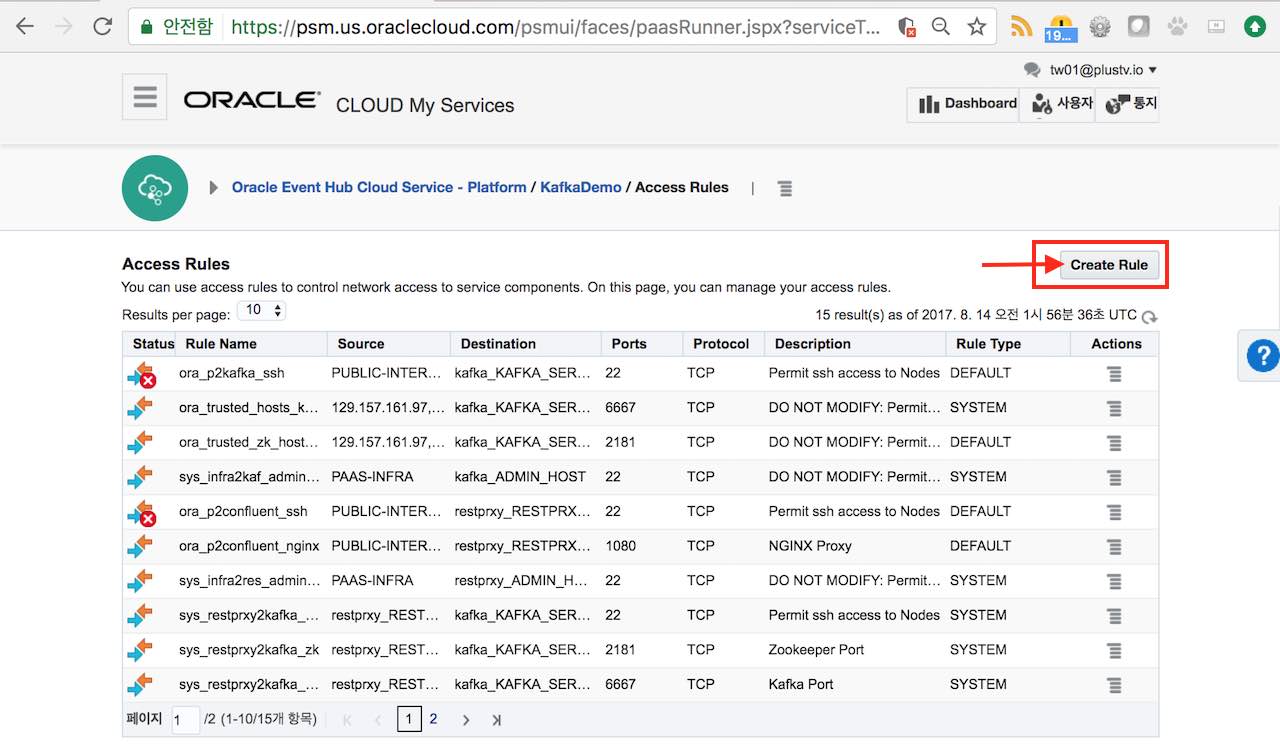 안전함 https://psm.us.oraclecloud.com/psmui/faces/paasRunner.jspx?serviceT...
19...
tw01@plustv.io
ORACLE CLOUD My Services
Dashboard 사용자 통지
Oracle Event Hub Cloud Service - Platform / KafkaDemo / Access Rules |
Access Rules
Create Rule
You can use access rules to control network access to service components. On this page, you can manage your access rules.
Results per page: 10
15 result(s) as of 2017. 8. 14 오전 1시 56분 36초 UTC
Status Rule Name Source Destination Ports Protocol Description Rule Type Actions
ora_p2kafka_ssh PUBLIC-INTER... kafka_KAFKA_SER... 22 TCP Permit ssh access to Nodes DEFAULT
ora_trusted_hosts_k... 129.157.161.97,... kafka_KAFKA_SER... 6667 TCP DO NOT MODIFY: Permit... SYSTEM
ora_trusted_zk_host... 129.157.161.97,... kafka_KAFKA_SER... 2181 TCP DO NOT MODIFY: Permit... DEFAULT
sys_infra2kaf_admin... PAAS-INFRA kafka_ADMIN_HOST 22 TCP DO NOT MODIFY: Permit... SYSTEM
ora_p2confluent_ssh PUBLIC-INTER... restprxy_RESTPRX... 22 TCP Permit ssh access to Nodes DEFAULT
ora_p2confluent_nginx PUBLIC-INTER... restprxy_RESTPRX... 1080 TCP NGINX Proxy DEFAULT
sys_infra2res_admin... PAAS-INFRA restprxy_ADMIN_H... 22 TCP DO NOT MODIFY: Permit... SYSTEM
sys_restprxy2kafka_... restprxy_REST... kafka_KAFKA_SER... 22 TCP Permit ssh access to Nodes SYSTEM
sys_restprxy2kafka_zk restprxy_REST... kafka_KAFKA_SER... 2181 TCP Zookeeper Port SYSTEM
sys_restprxy2kafka_... restprxy_REST... kafka_KAFKA_SER... 6667 TCP Kafka Port SYSTEM
페이지 1 /2 (1-10/15개 항목) 1 2
?